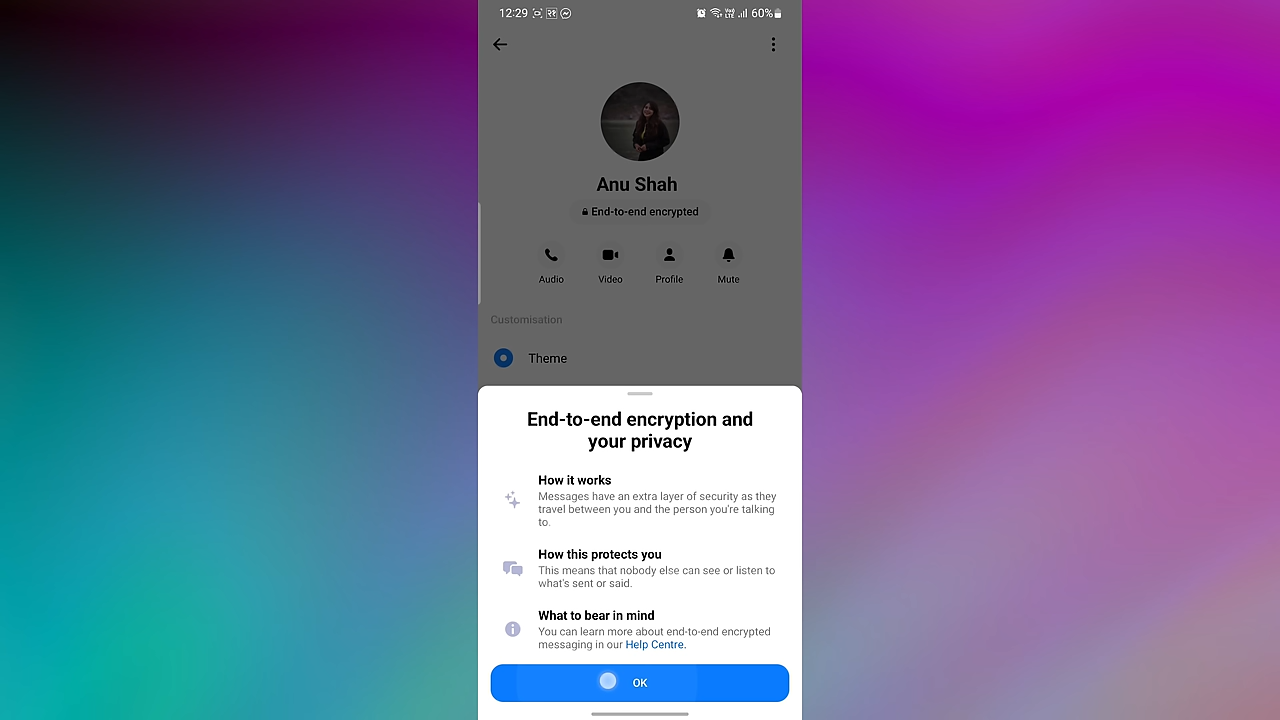 12:29
60%
Anu Shah
End-to-end encrypted
Audio Video Profile Mute
Customisation
Theme
End-to-end encryption and
your privacy
How it works
Messages have an extra layer of security as they
travel between you and the person you're talking
to.
How this protects you
This means that nobody else can see or listen to
what's sent or said.
What to bear in mind
You can learn more about end-to-end encrypted
messaging in our Help Centre.
OK